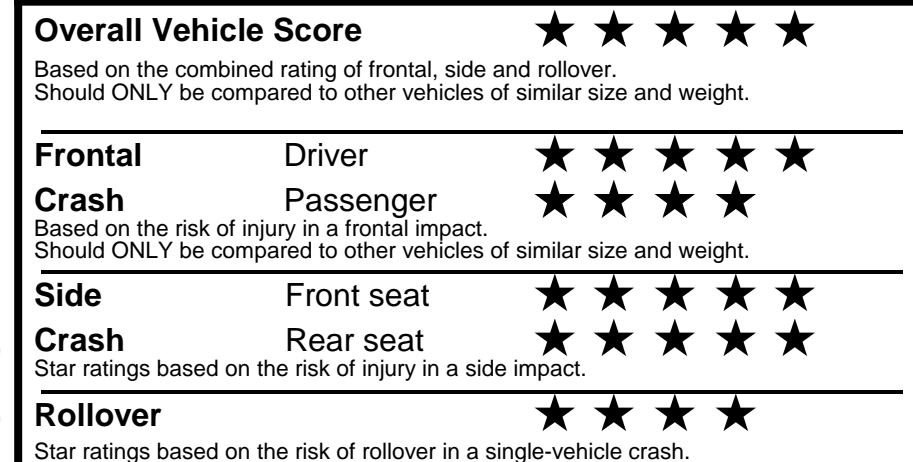 Overall Vehicle Score ★ ★ ★ ★ ★
Based on the combined rating of frontal, side and rollover.
Should ONLY be compared to other vehicles of similar size and weight.
Frontal Driver ★ ★ ★ ★ ★
Crash Passenger ★ ★ ★ ★
Based on the risk of injury in a frontal impact.
Should ONLY be compared to other vehicles of similar size and weight.
Side Front seat ★ ★ ★ ★ ★
Crash Rear seat ★ ★ ★ ★ ★
Star ratings based on the risk of injury in a side impact.
Rollover ★ ★ ★ ★
Star ratings based on the risk of rollover in a single-vehicle crash.